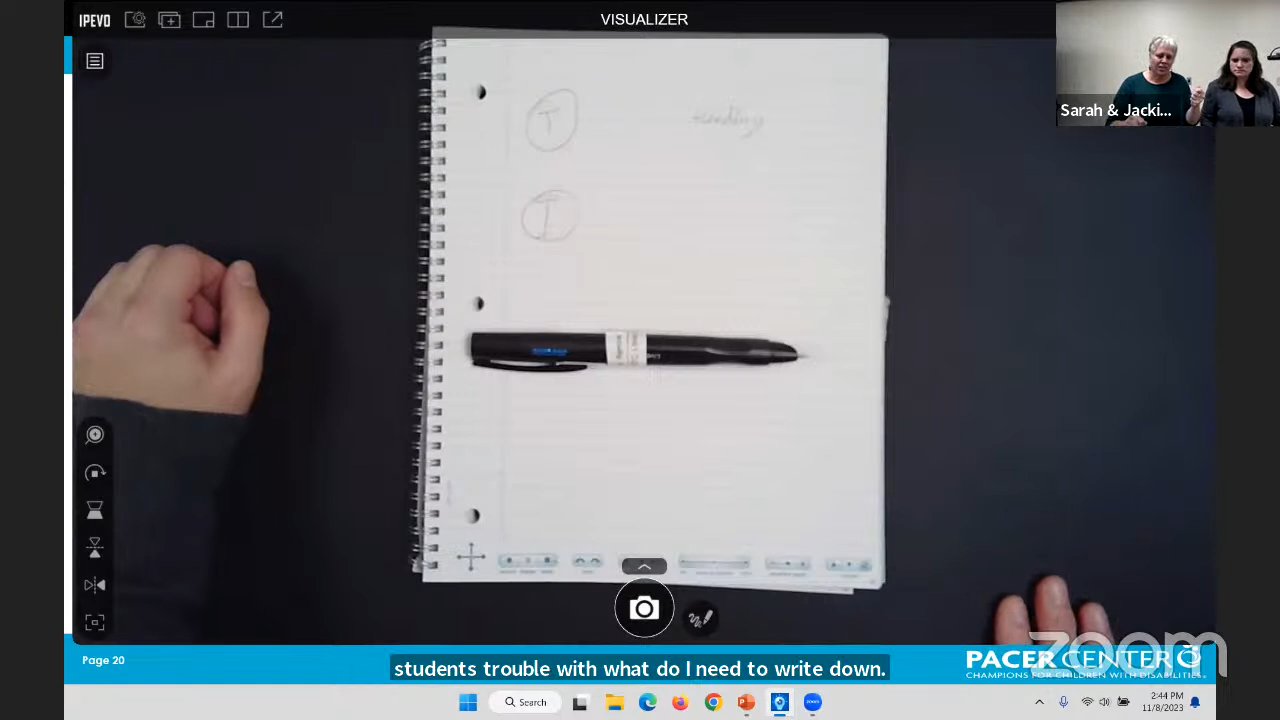 IPEVO
VISUALIZER
Sarah & Jacki...
T
Heading
I
Page 20
students trouble with what do I need to write down.
zoom
PACER CENTER
CHAMPIONS FOR CHILDREN WITH DISABILITIES
Search
2:44 PM
11/8/2023